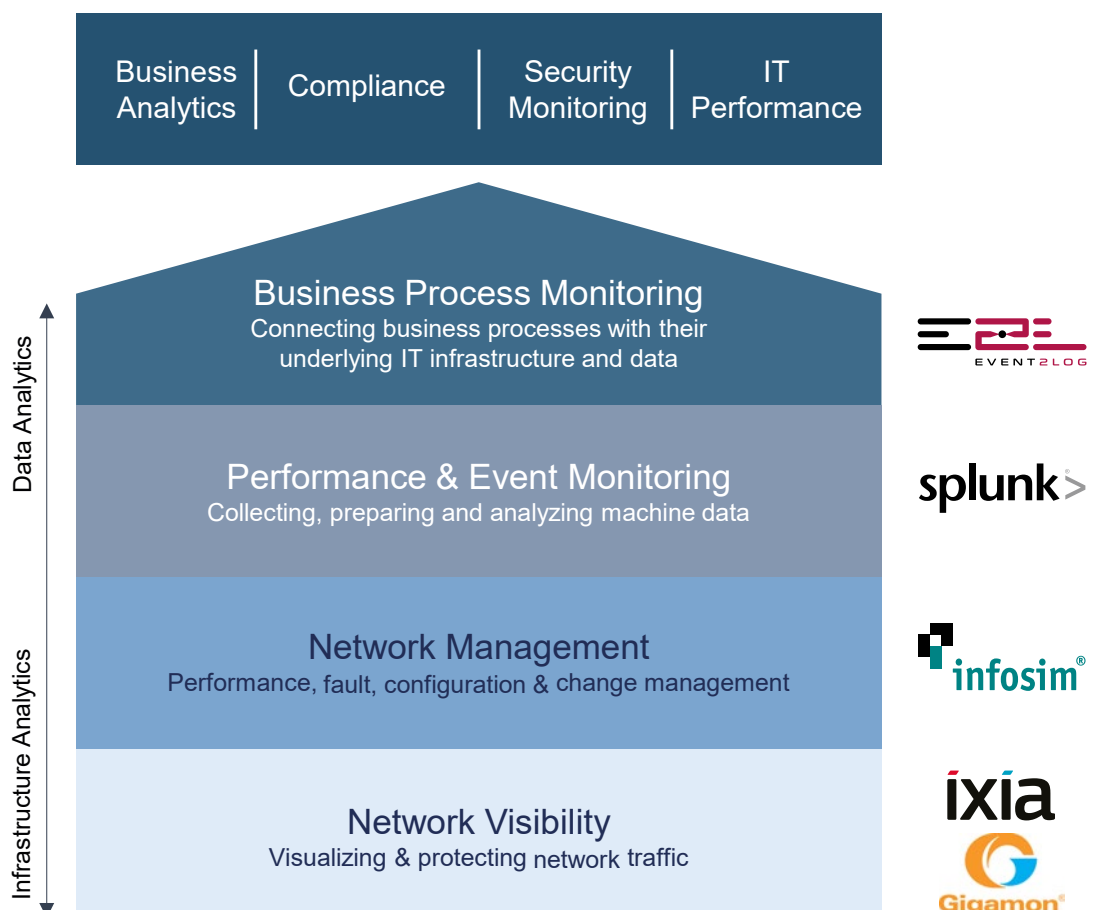 Business
Analytics
Compliance
Security
Monitoring
IT
Performance
Business Process Monitoring
Connecting business processes with their
underlying IT infrastructure and data
Data Analytics
E2L
EVENT2LOG
Performance & Event Monitoring
Collecting, preparing and analyzing machine data
splunk>®
Network Management
Performance, fault, configuration & change management
infosim®
Infrastructure Analytics
Network Visibility
Visualizing & protecting network traffic
ixia
Gigamon®